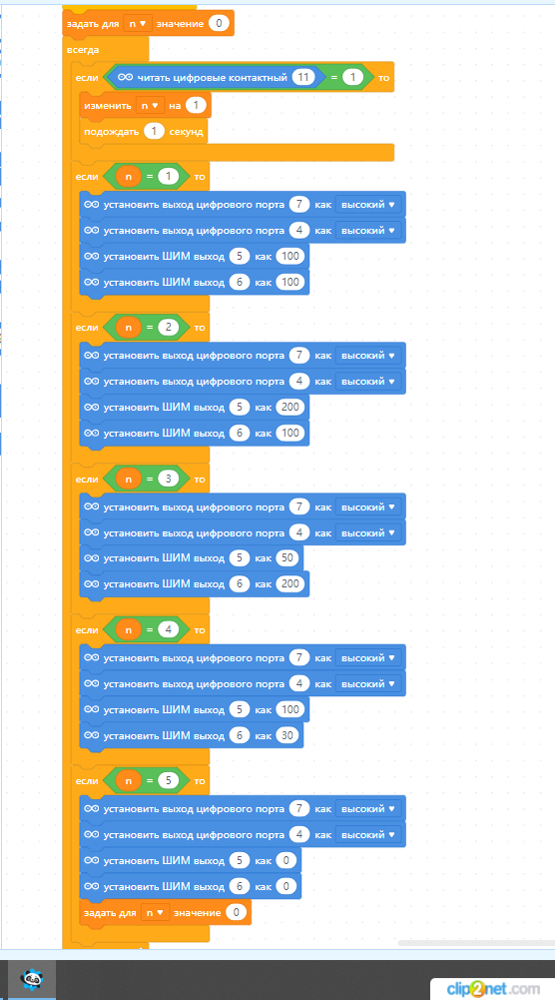 задать для n значение 0
всегда
если читать цифровые контактный 11 = 1 то
изменить n на 1
подождать 1 секунд
если n = 1 то
установить выход цифрового порта 7 как высокий
установить выход цифрового порта 4 как высокий
установить ШИМ выход 5 как 100
установить ШИМ выход 6 как 100
если n = 2 то
установить выход цифрового порта 7 как высокий
установить выход цифрового порта 4 как высокий
установить ШИМ выход 5 как 200
установить ШИМ выход 6 как 100
если n = 3 то
установить выход цифрового порта 7 как высокий
установить выход цифрового порта 4 как высокий
установить ШИМ выход 5 как 50
установить ШИМ выход 6 как 200
если n = 4 то
установить выход цифрового порта 7 как высокий
установить выход цифрового порта 4 как высокий
установить ШИМ выход 5 как 100
установить ШИМ выход 6 как 30
если n = 5 то
установить выход цифрового порта 7 как высокий
установить выход цифрового порта 4 как высокий
установить ШИМ выход 5 как 0
установить ШИМ выход 6 как 0
задать для n значение 0
clip2net.com